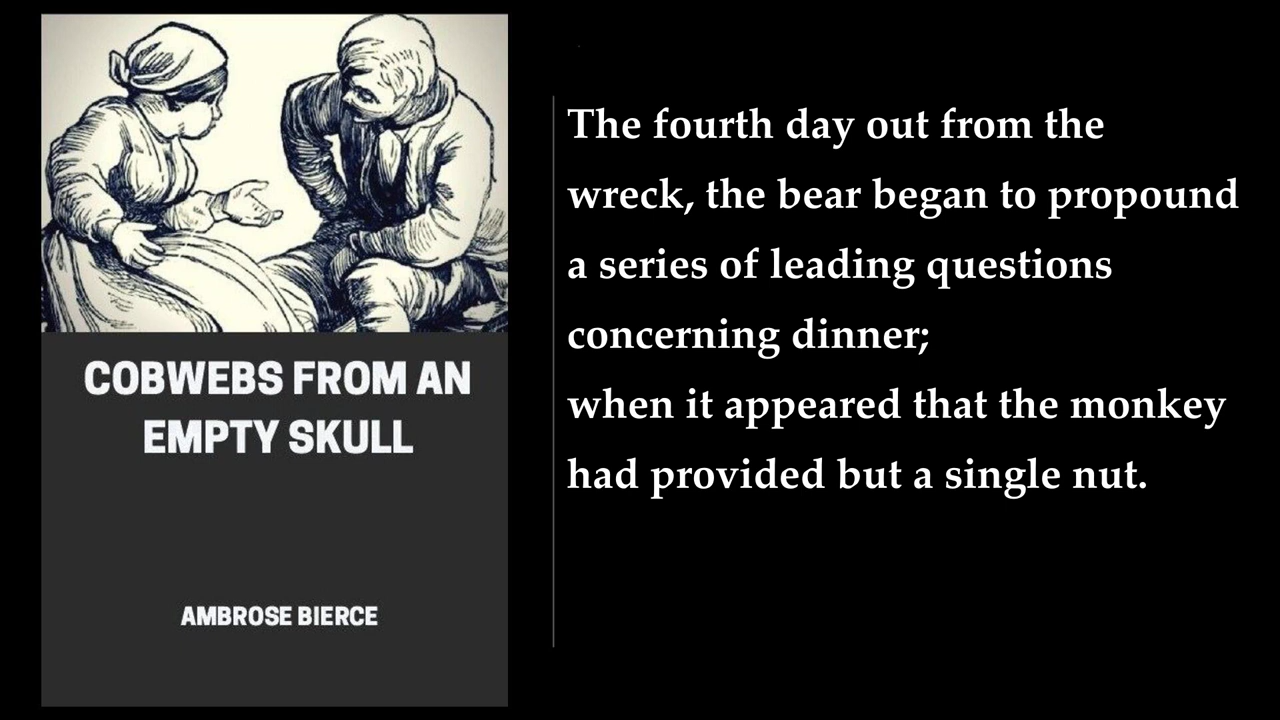 COBWEBS FROM AN
EMPTY SKULL
AMBROSE BIERCE
The fourth day out from the
wreck, the bear began to propound
a series of leading questions
concerning dinner;
when it appeared that the monkey
had provided but a single nut.